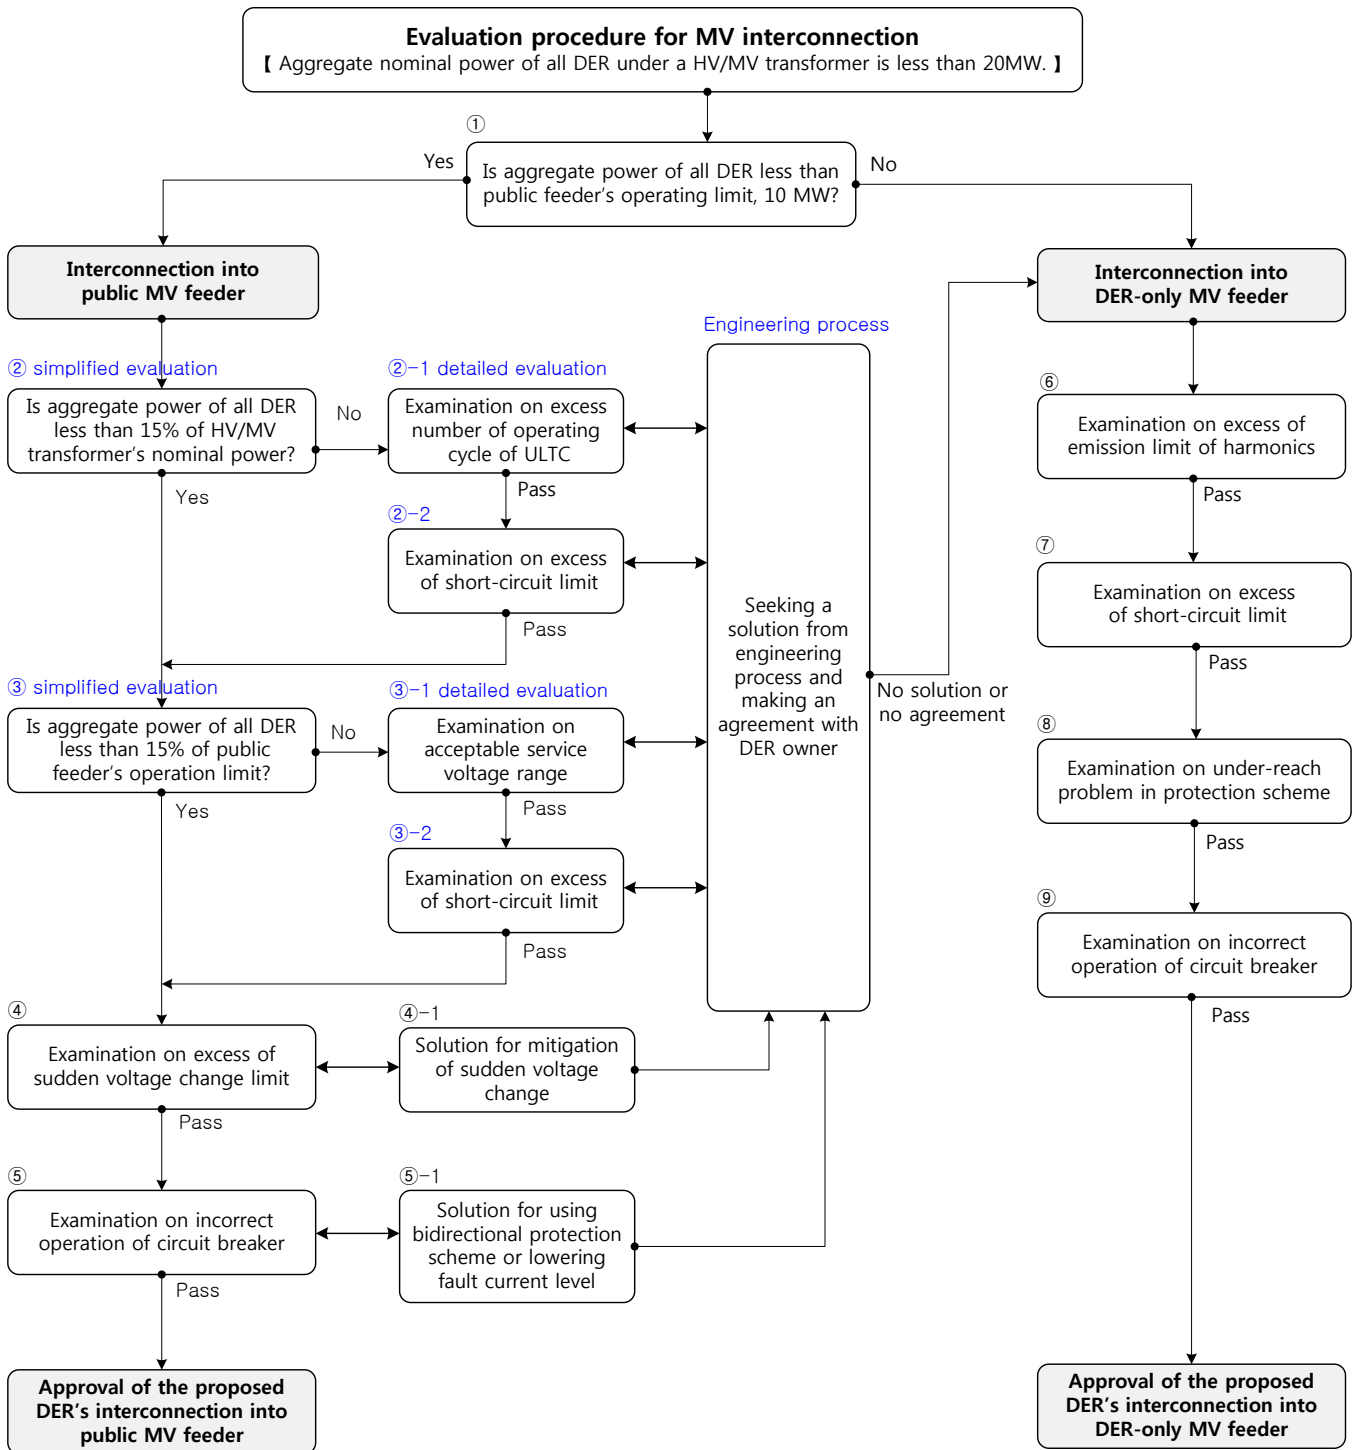 Evaluation procedure for MV interconnection
【 Aggregate nominal power of all DER under a HV/MV transformer is less than 20MW. 】
①
Yes
No
Is aggregate power of all DER less than
public feeder's operating limit, 10 MW?
Interconnection into
public MV feeder
Interconnection into
DER-only MV feeder
Engineering process
② simplified evaluation
Is aggregate power of all DER
less than 15% of HV/MV
transformer's nominal power?
No
Yes
②-1 detailed evaluation
Examination on excess
number of operating
cycle of ULTC
Pass
②-2
Examination on excess
of short-circuit limit
Pass
③ simplified evaluation
Is aggregate power of all DER
less than 15% of public
feeder's operation limit?
No
Yes
③-1 detailed evaluation
Examination on
acceptable service
voltage range
Pass
③-2
Examination on excess
of short-circuit limit
Pass
Seeking a
solution from
engineering
process and
making an
agreement with
DER owner
No solution or
no agreement
④
Examination on excess of
sudden voltage change limit
Pass
④-1
Solution for mitigation
of sudden voltage
change
⑤
Examination on incorrect
operation of circuit breaker
Pass
⑤-1
Solution for using
bidirectional protection
scheme or lowering
fault current level
Approval of the proposed
DER's interconnection into
public MV feeder
⑥
Examination on excess of
emission limit of harmonics
Pass
⑦
Examination on excess
of short-circuit limit
Pass
⑧
Examination on under-reach
problem in protection scheme
Pass
⑨
Examination on incorrect
operation of circuit breaker
Pass
Approval of the proposed
DER's interconnection into
DER-only MV feeder